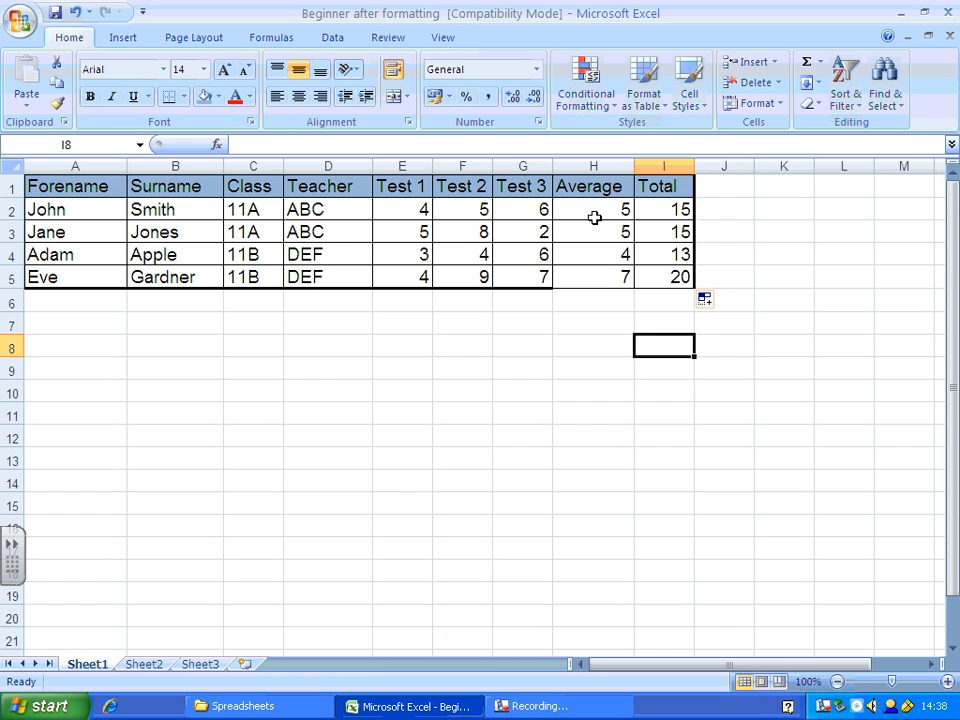 Beginner after formatting [Compatibility Mode] - Microsoft Excel
Home Insert Page Layout Formulas Data Review View
Paste Arial 14 A A General Conditional Formatting Format as Table Cell Styles Insert Delete Format Σ Sort & Filter Find & Select
B I U A % ,
Clipboard Font Alignment Number Styles Cells Editing
I8 fx
A B C D E F G H I J K L M
1 Forename Surname Class Teacher Test 1 Test 2 Test 3 Average Total
2 John Smith 11A ABC 4 5 6 5 15
3 Jane Jones 11A ABC 5 8 2 5 15
4 Adam Apple 11B DEF 3 4 6 4 13
5 Eve Gardner 11B DEF 4 9 7 7 20
6
7
8
9
10
11
12
13
14
15
19
20
21
Sheet1 Sheet2 Sheet3
Ready 100%
start Spreadsheets Microsoft Excel - Begi... Recording... 14:38